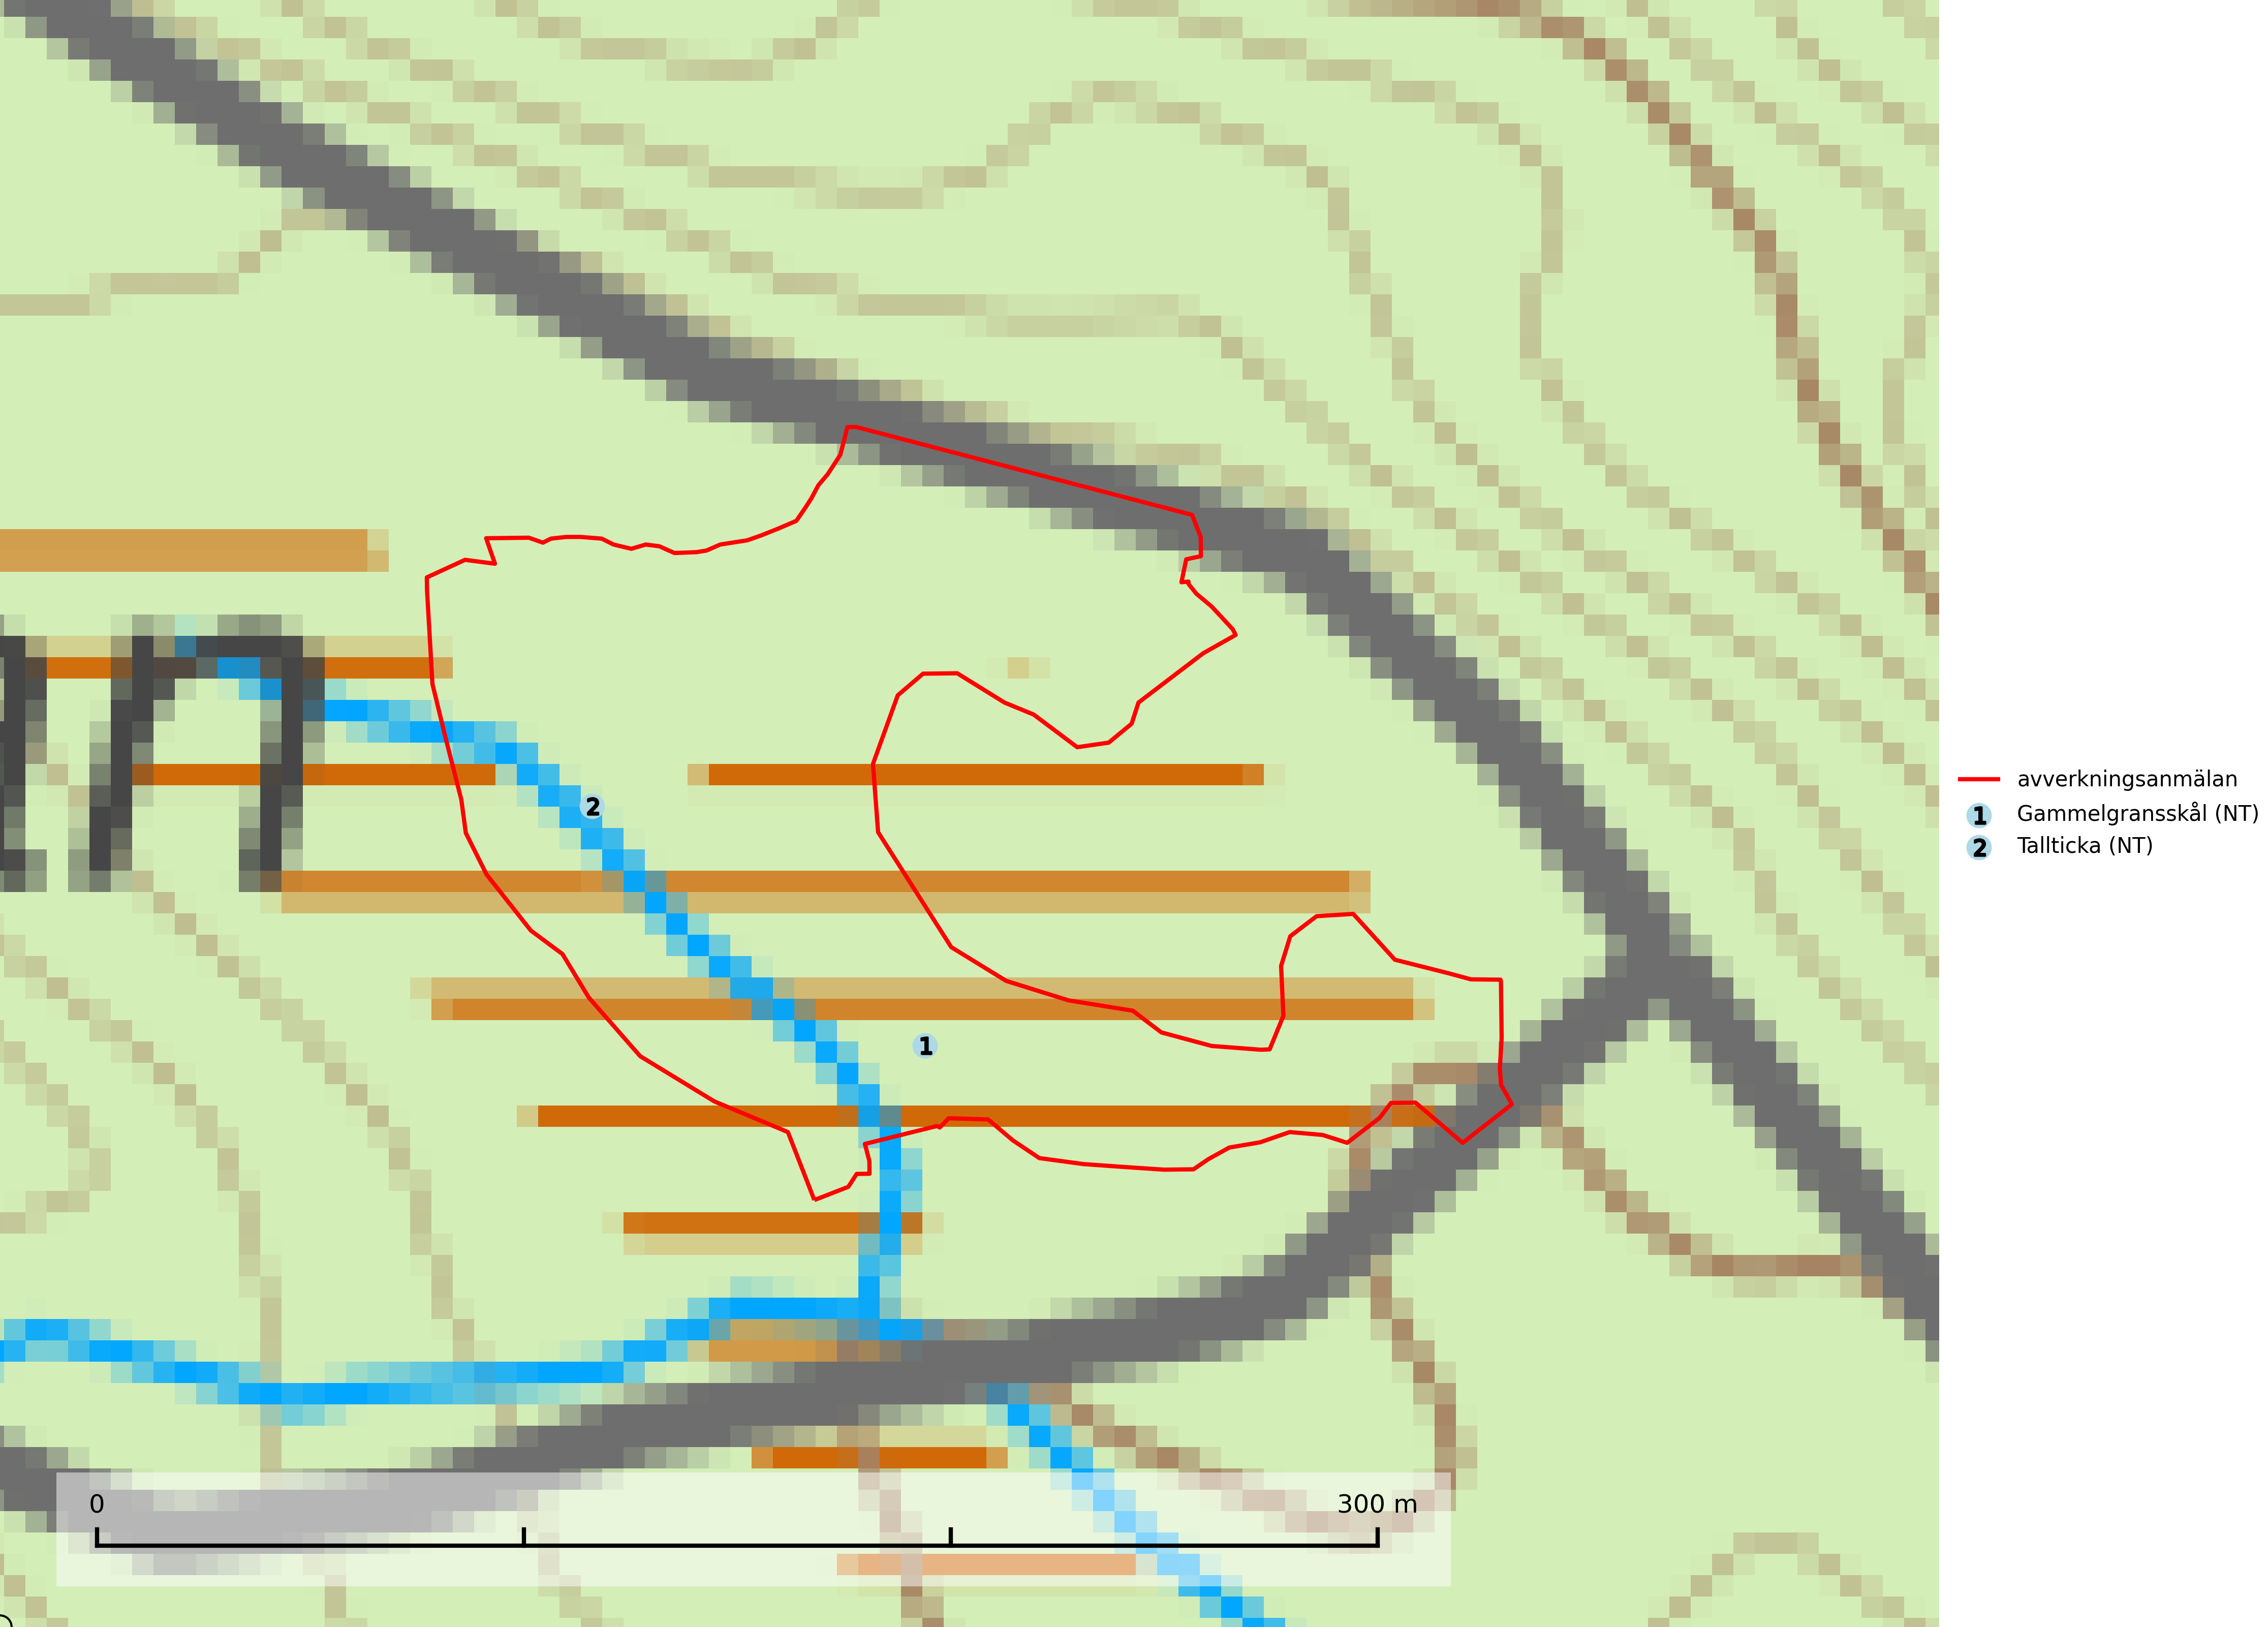 2
1
avverkningsanmälan
1 Gammelgransskål (NT)
2 Tallticka (NT)
0 300 m